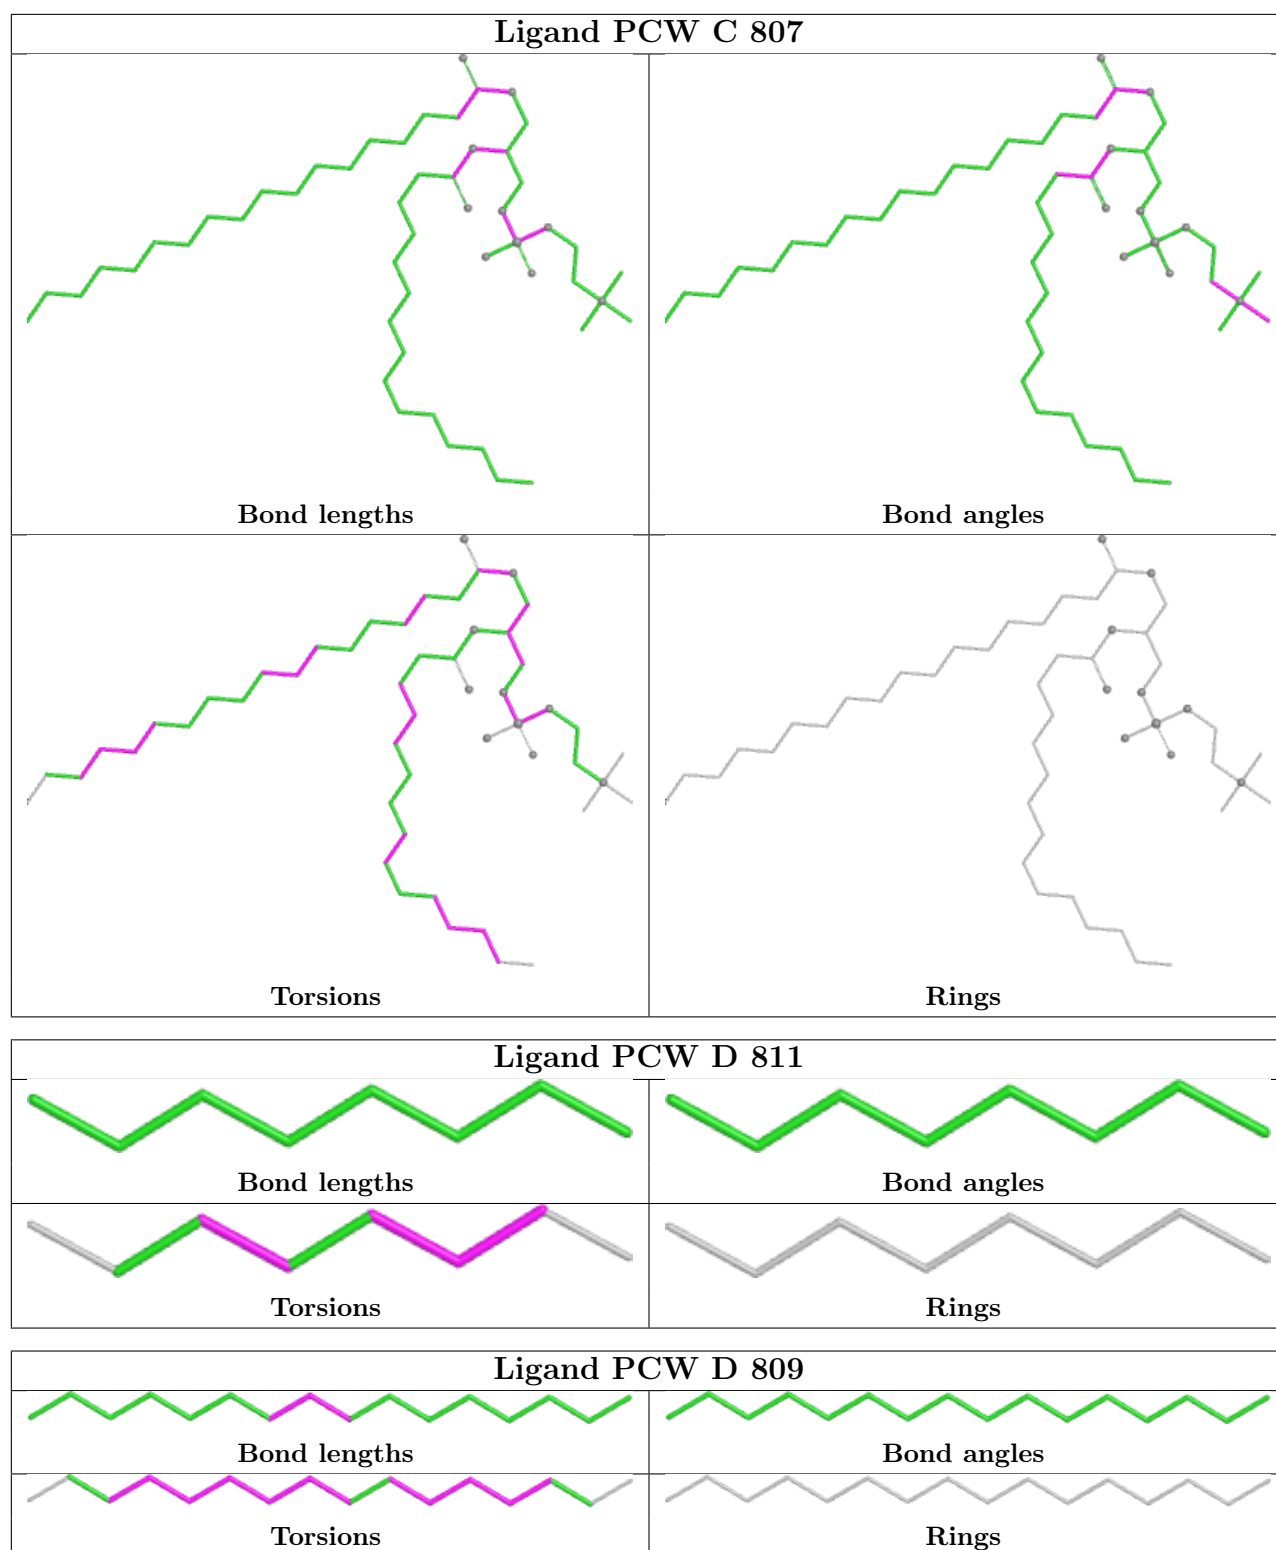 Ligand PCW C 807
Bond lengths
Bond angles
Torsions
Rings
Ligand PCW D 811
Bond lengths
Bond angles
Torsions
Rings
Ligand PCW D 809
Bond lengths
Bond angles
Torsions
Rings